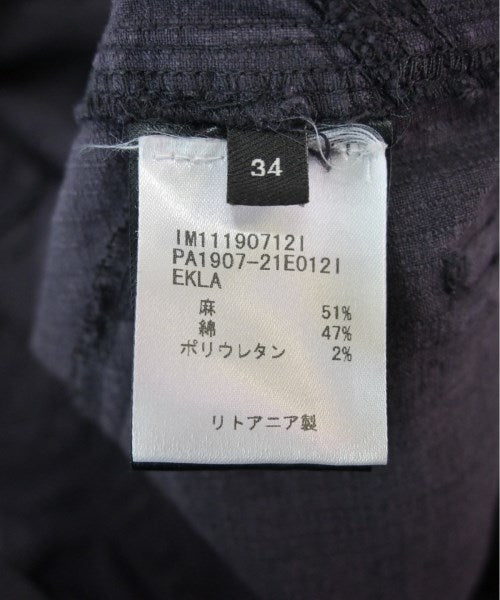 34
IM111907121
PA1907-21E0121
EKLA
麻 51%
綿 47%
ポリウレタン 2%
リトアニア製